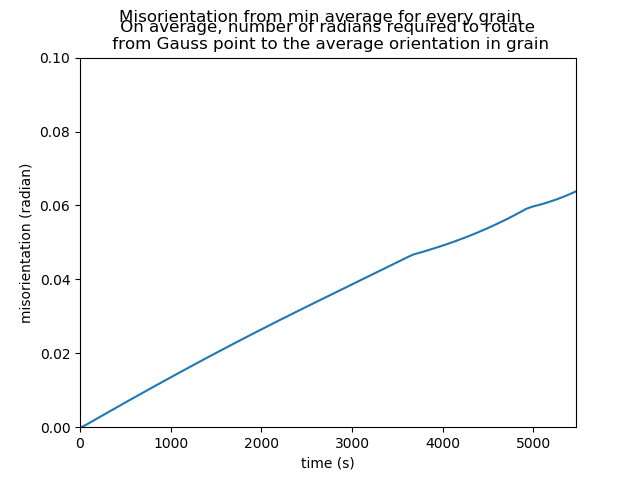 Misorientation from min average for every grain
On average, number of radians required to rotate
from Gauss point to the average orientation in grain
0.10
0.08
0.06
0.04
0.02
0.00
misorientation (radian)
0 1000 2000 3000 4000 5000
time (s)